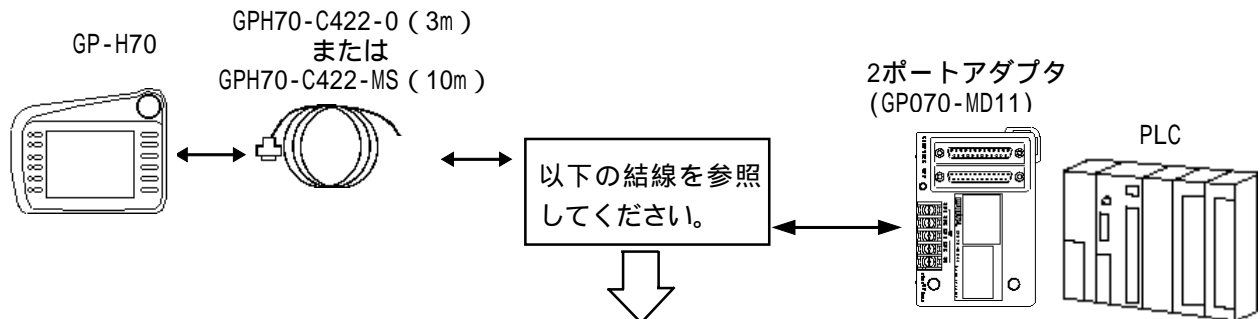 GP-H70
GPH70-C422-0（3m）
または
GPH70-C422-MS（10m）
以下の結線を参照
してください。
2ポートアダプタ
(GP070-MD11)
PLC